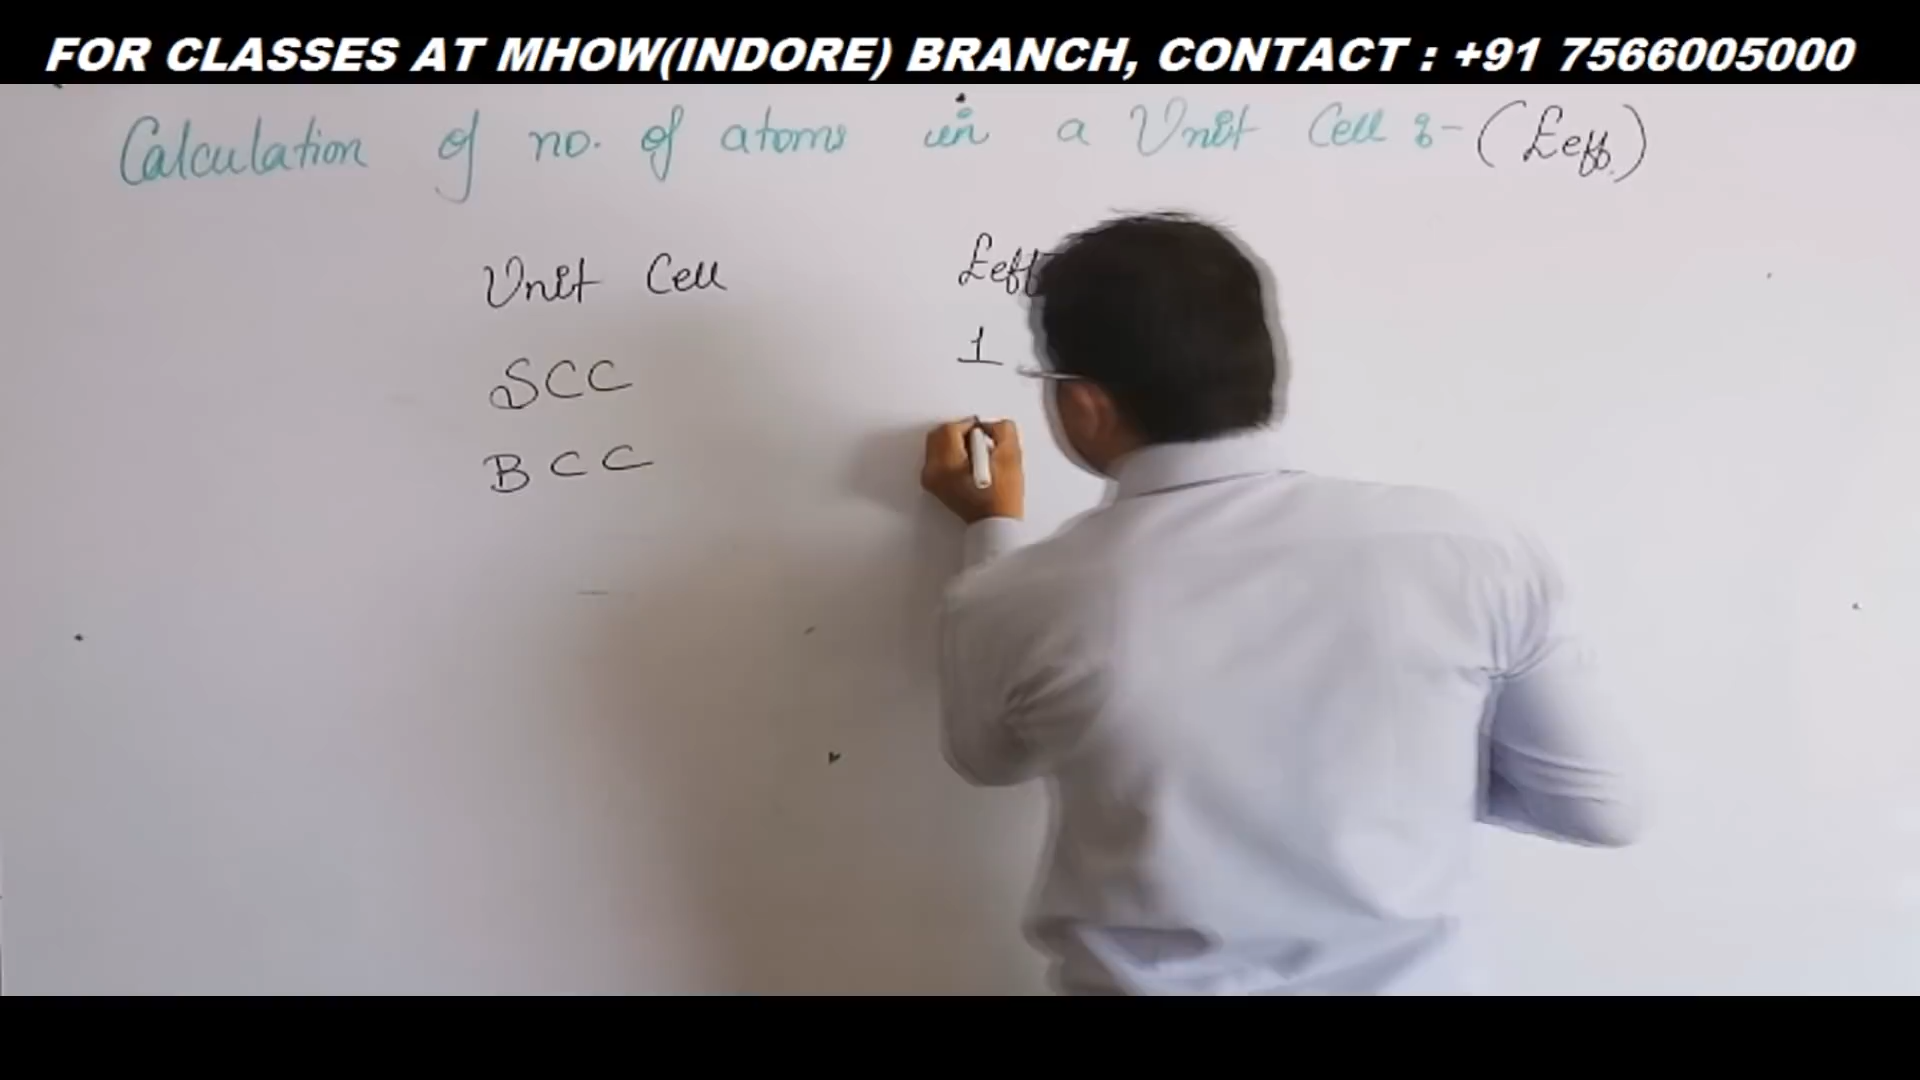 FOR CLASSES AT MHOW(INDORE) BRANCH, CONTACT : +91 7566005000
Calculation of no. of atoms in a Unit Cell :- (Zeff.)
Unit Cell Zeff
SCC 1
BCC